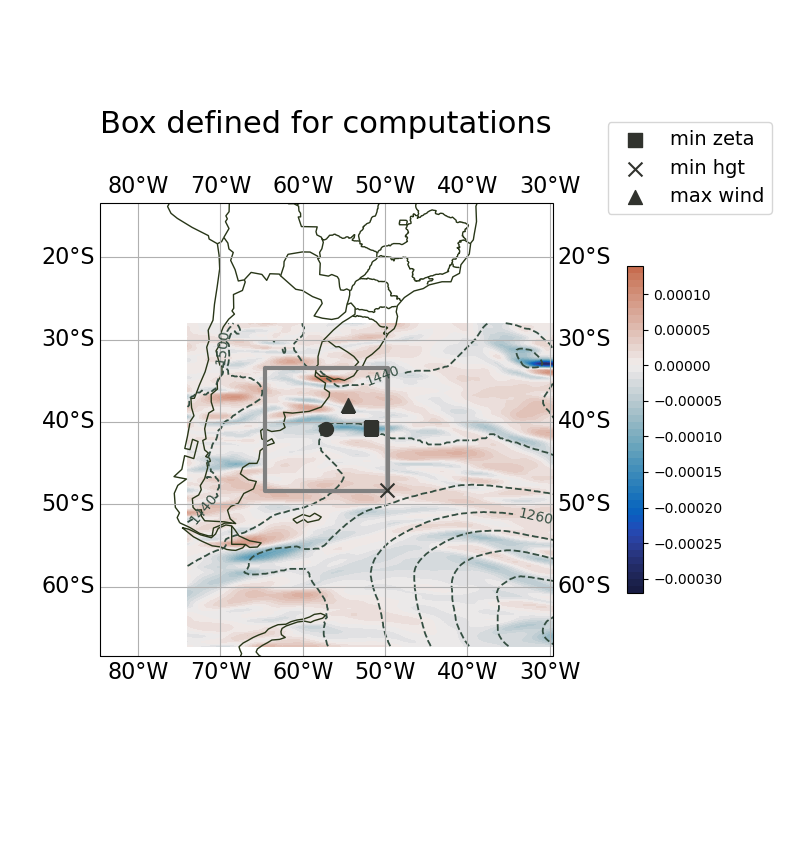 Box defined for computations
min zeta
min hgt
max wind
80°W 70°W 60°W 50°W 40°W 30°W
20°S 20°S
30°S 30°S
40°S 40°S
50°S 50°S
60°S 60°S
80°W 70°W 60°W 50°W 40°W 30°W
1500
1440
1440
1260
0.00010
0.00005
0.00000
−0.00005
−0.00010
−0.00015
−0.00020
−0.00025
−0.00030